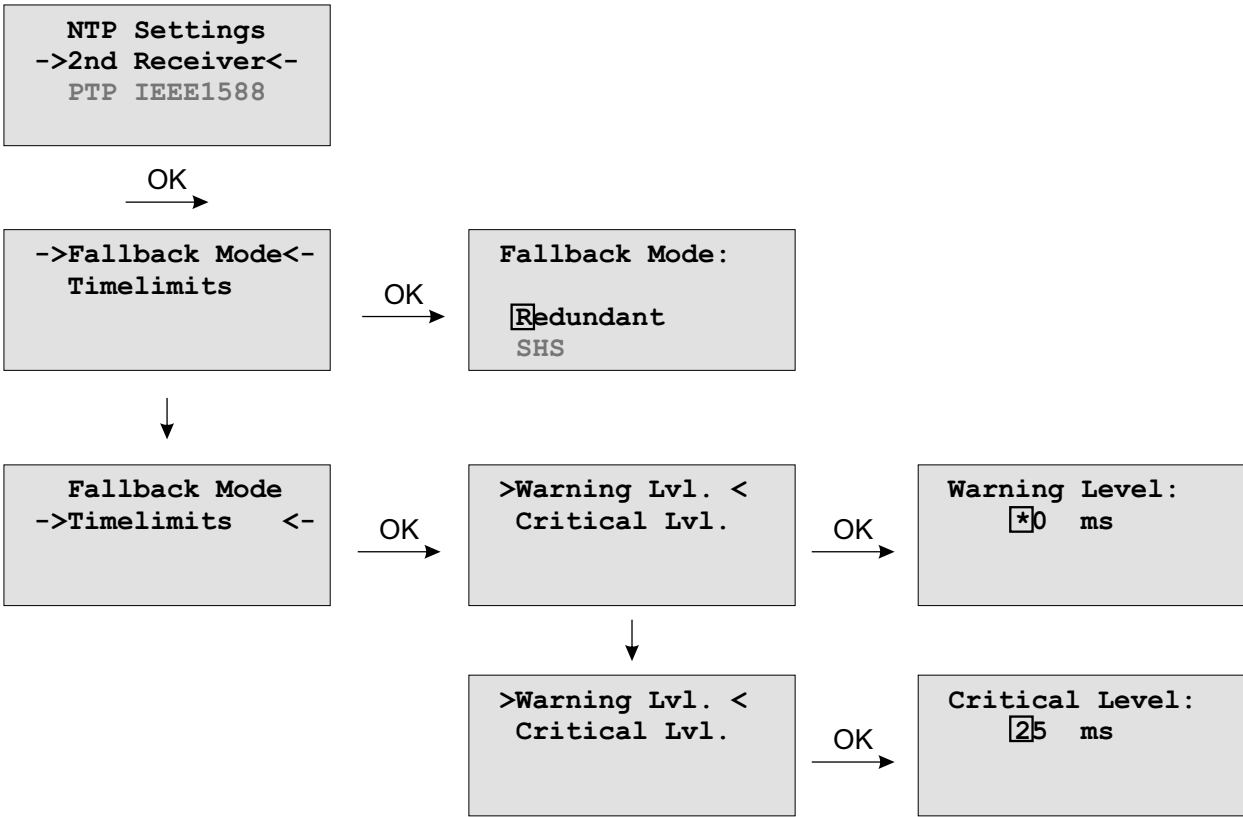 NTP Settings
->2nd Receiver<-
PTP IEEE1588
OK
->Fallback Mode<-
Timelimits
OK
Fallback Mode:
Redundant
SHS
Fallback Mode
->Timelimits <-
OK
>Warning Lvl. <
Critical Lvl.
OK
Warning Level:
*0 ms
>Warning Lvl. <
Critical Lvl.
OK
Critical Level:
25 ms